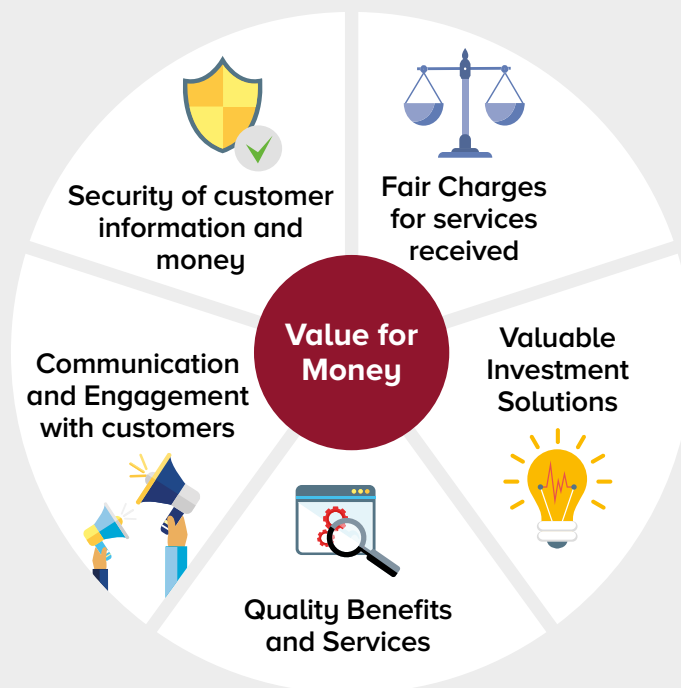 Security of customer
information and
money
Fair Charges
for services
received
Value for
Money
Valuable
Investment
Solutions
Communication
and Engagement
with customers
Quality Benefits
and Services